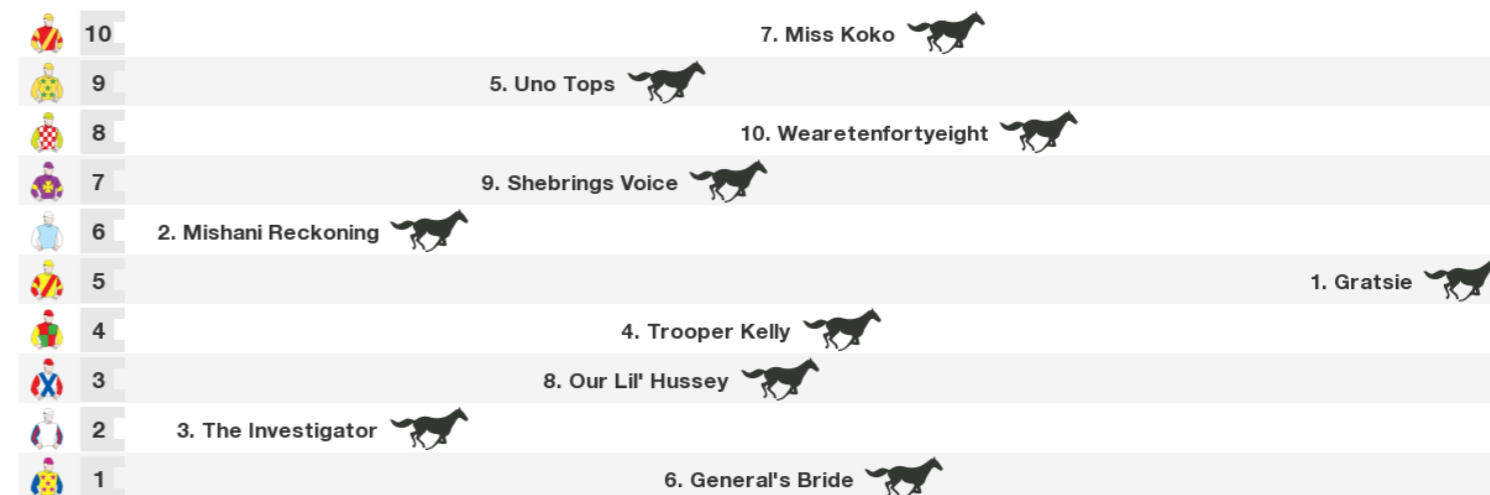 10 7. Miss Koko
9 5. Uno Tops
8 10. Wearetenfortyeight
7 9. Shebrings Voice
6 2. Mishani Reckoning
5 1. Gratsie
4 4. Trooper Kelly
3 8. Our Lil' Hussey
2 3. The Investigator
1 6. General's Bride